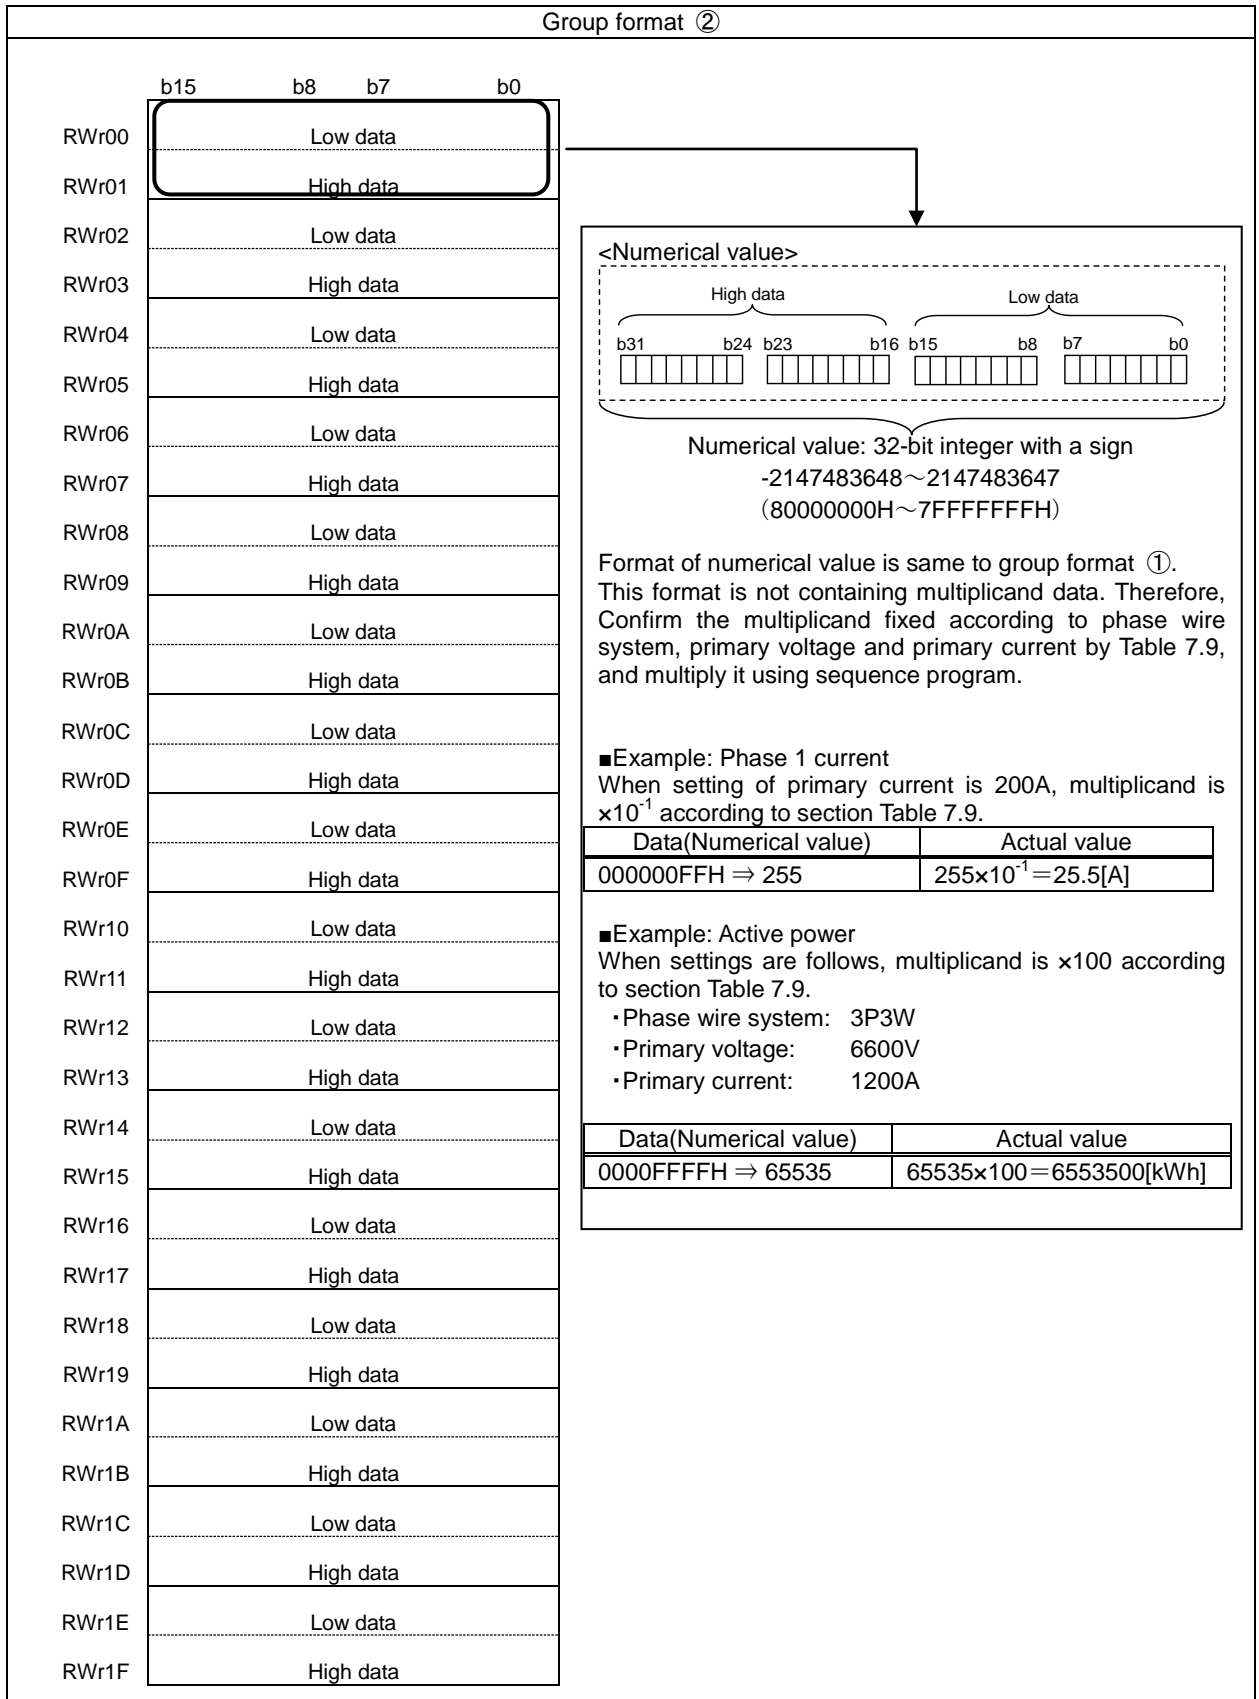 Group format ②
b15 b8 b7 b0
RWr00 Low data
RWr01 High data
RWr02 Low data
RWr03 High data
RWr04 Low data
RWr05 High data
RWr06 Low data
RWr07 High data
RWr08 Low data
RWr09 High data
RWr0A Low data
RWr0B High data
RWr0C Low data
RWr0D High data
RWr0E Low data
RWr0F High data
RWr10 Low data
RWr11 High data
RWr12 Low data
RWr13 High data
RWr14 Low data
RWr15 High data
RWr16 Low data
RWr17 High data
RWr18 Low data
RWr19 High data
RWr1A Low data
RWr1B High data
RWr1C Low data
RWr1D High data
RWr1E Low data
RWr1F High data
<Numerical value>
High data Low data
b31 b24 b23 b16 b15 b8 b7 b0
Numerical value: 32-bit integer with a sign
-2147483648～2147483647
（80000000H～7FFFFFFFH）
Format of numerical value is same to group format ①.
This format is not containing multiplicand data. Therefore,
Confirm the multiplicand fixed according to phase wire
system, primary voltage and primary current by Table 7.9,
and multiply it using sequence program.
■Example: Phase 1 current
When setting of primary current is 200A, multiplicand is
×10⁻¹ according to section Table 7.9.
Data(Numerical value) Actual value
000000FFH ⇒ 255 255×10⁻¹＝25.5[A]
■Example: Active power
When settings are follows, multiplicand is ×100 according
to section Table 7.9.
・Phase wire system: 3P3W
・Primary voltage: 6600V
・Primary current: 1200A
Data(Numerical value) Actual value
0000FFFFH ⇒ 65535 65535×100＝6553500[kWh]